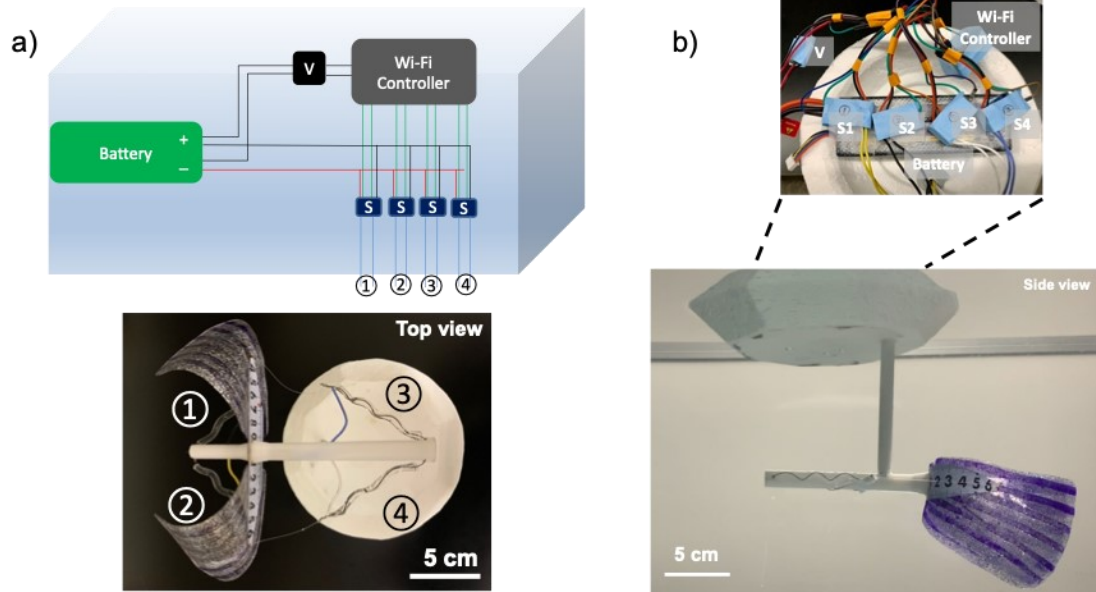 a)
V
Wi-Fi
Controller
Battery
+
−
S S S S
① ② ③ ④
Top view
①
③
②
④
5 cm
b)
Wi-Fi
Controller
V
S1 S2 S3 S4
Battery
Side view
2 3 4 5 6
5 cm